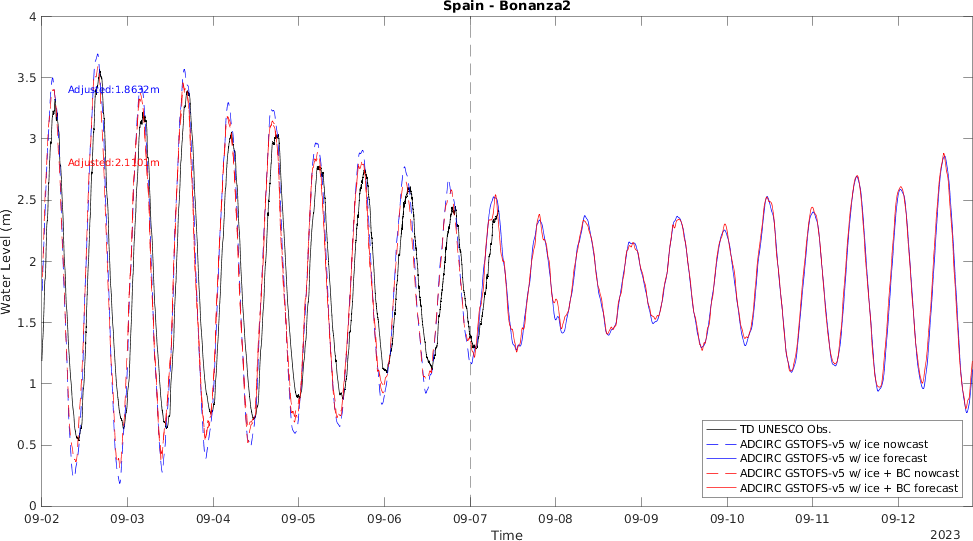 Spain - Bonanza2
Water Level (m)
4
3.5
3
2.5
2
1.5
1
0.5
0
Adjusted:1.8632m
TD UNESCO Obs.
ADCIRC GSTOFS-v5 w/ ice nowcast
ADCIRC GSTOFS-v5 w/ ice forecast
ADCIRC GSTOFS-v5 w/ ice + BC nowcast
ADCIRC GSTOFS-v5 w/ ice + BC forecast
09-02 09-03 09-04 09-05 09-06 09-07 09-08 09-09 09-10 09-11 09-12
Time
2023